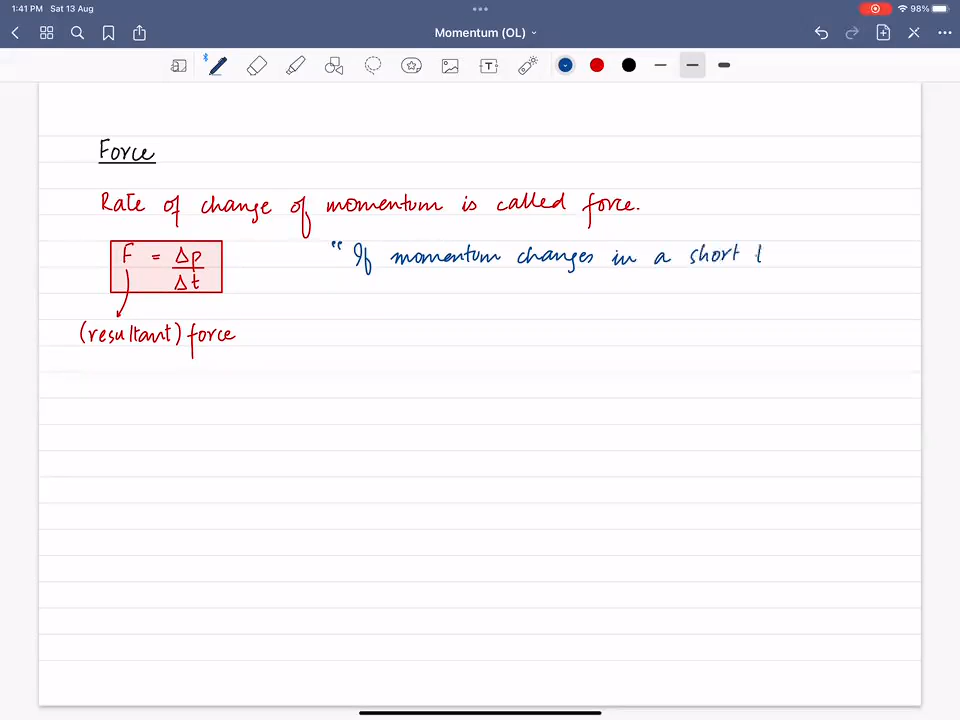 1:41 PM Sat 13 Aug
98%
Momentum (OL)
Force
Rate of change of momentum is called force.
F = Δp
Δt
" If momentum changes in a short
(resultant) force